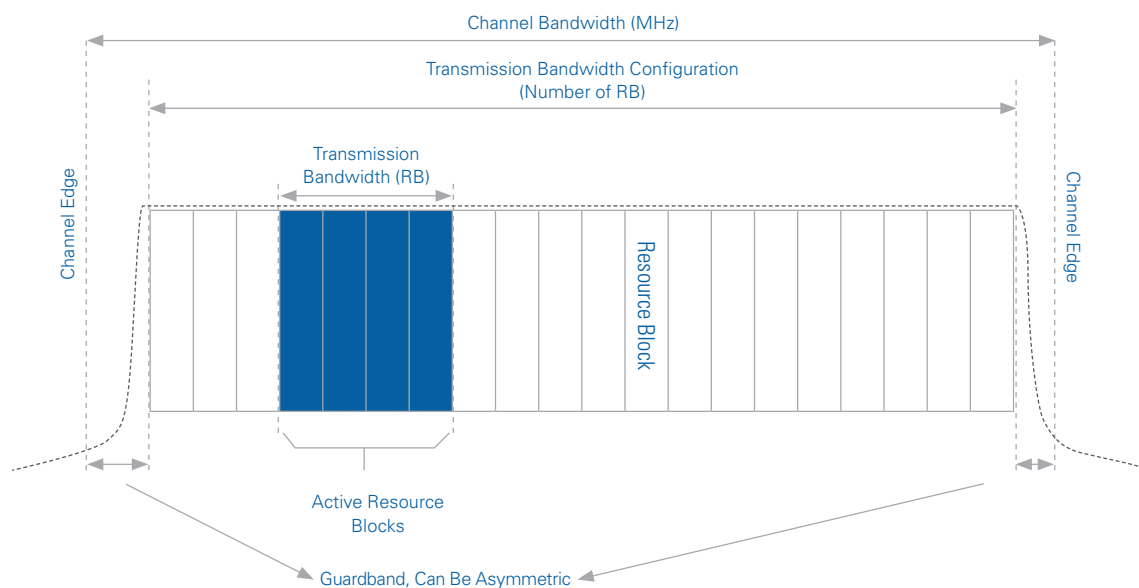 Channel Bandwidth (MHz)
Transmission Bandwidth Configuration
(Number of RB)
Transmission
Bandwidth (RB)
Channel Edge
Resource Block
Channel Edge
Active Resource
Blocks
Guardband, Can Be Asymmetric